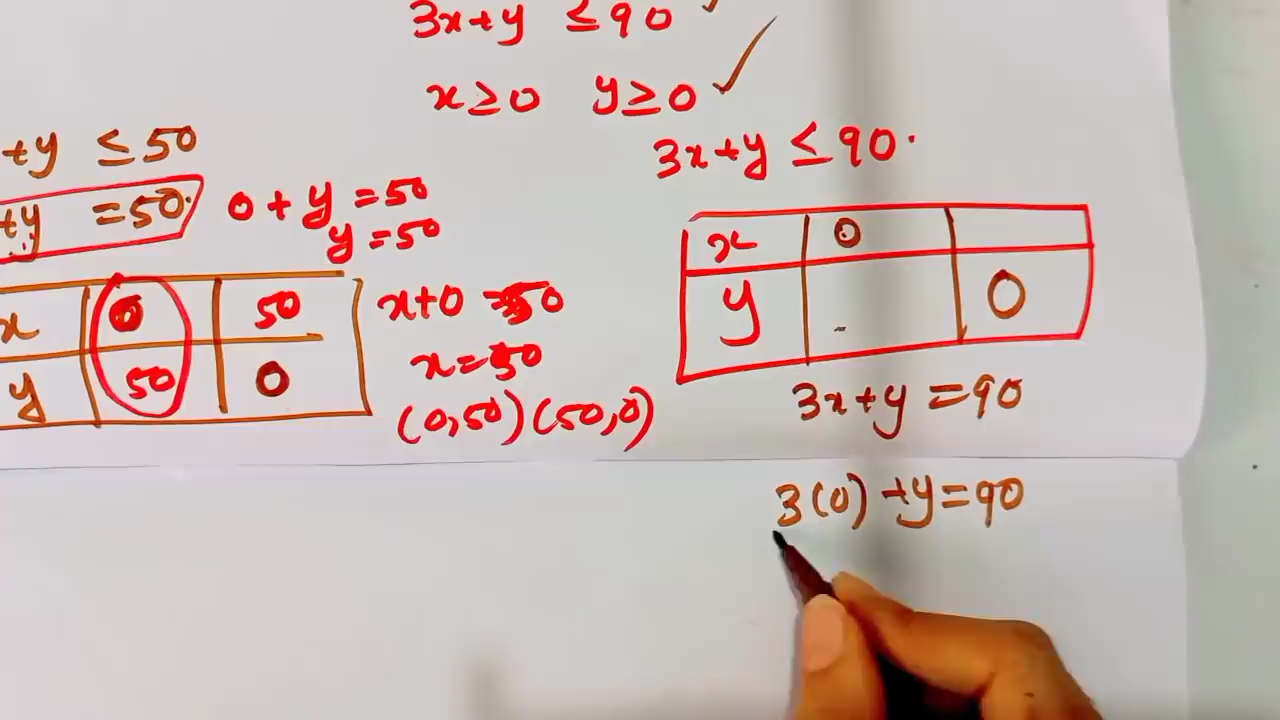 3x+y ≤90
x≥0 y≥0
+y ≤50
+y =50.
0+y =50
y =50
x 0 50
y 50 0
x+0 =50
x=50
(0,50)(50,0)
3x+y ≤90.
x 0
y 0
3x+y =90
3(0)+y=90